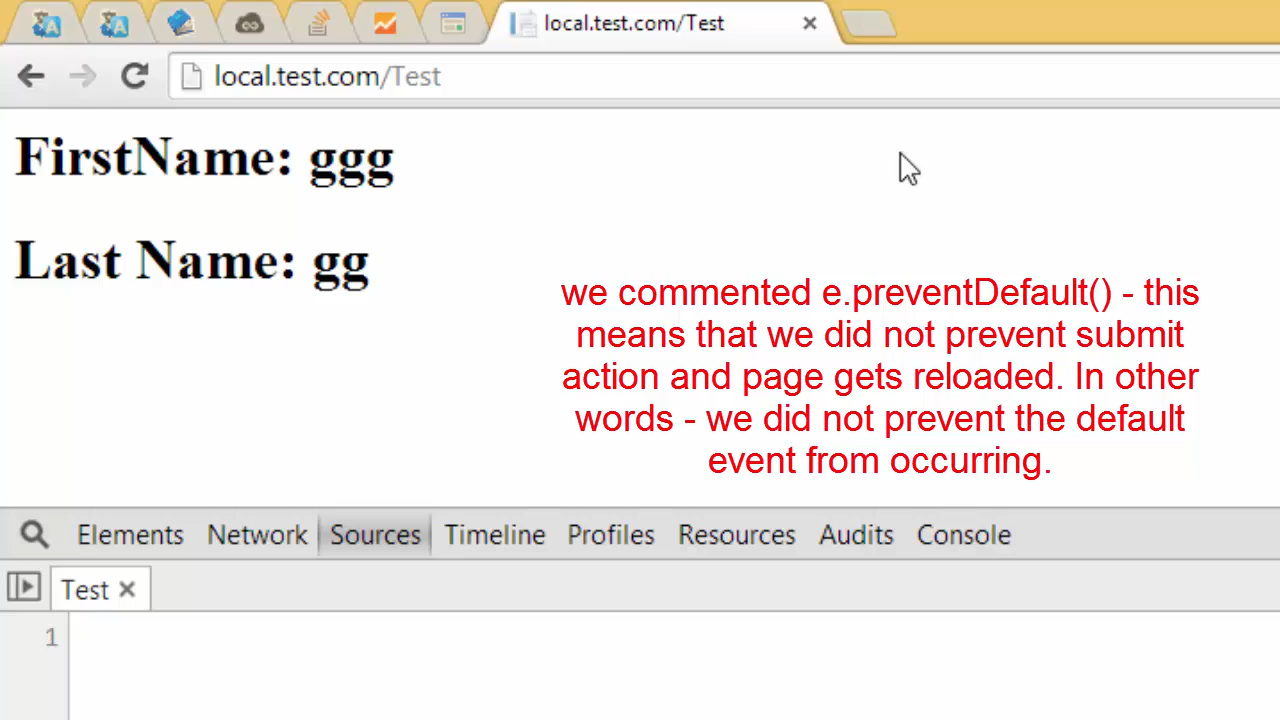 local.test.com/Test
local.test.com/Test
FirstName: ggg
Last Name: gg
we commented e.preventDefault() - this
means that we did not prevent submit
action and page gets reloaded. In other
words - we did not prevent the default
event from occurring.
Elements Network Sources Timeline Profiles Resources Audits Console
Test
1